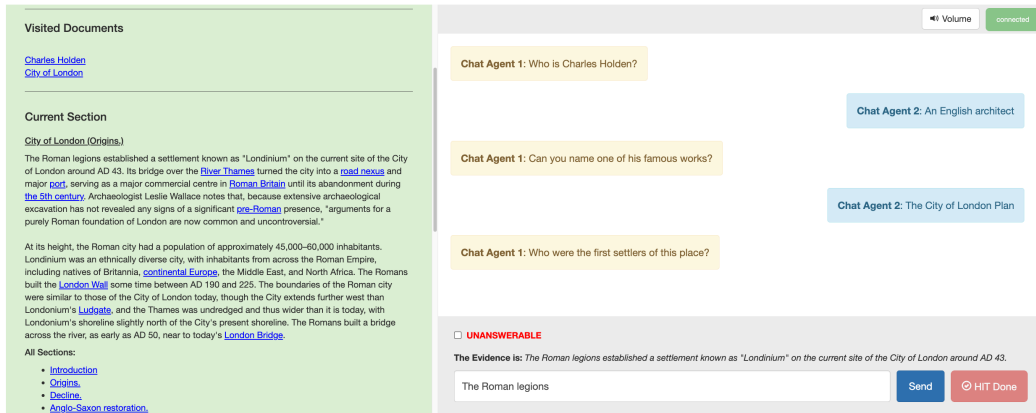 Visited Documents
Charles Holden
City of London
Current Section
City of London (Origins.)
The Roman legions established a settlement known as "Londinium" on the current site of the City
of London around AD 43. Its bridge over the River Thames turned the city into a road nexus and
major port, serving as a major commercial centre in Roman Britain until its abandonment during
the 5th century. Archaeologist Leslie Wallace notes that, because extensive archaeological
excavation has not revealed any signs of a significant pre-Roman presence, "arguments for a
purely Roman foundation of London are now common and uncontroversial."
At its height, the Roman city had a population of approximately 45,000–60,000 inhabitants.
Londinium was an ethnically diverse city, with inhabitants from across the Roman Empire,
including natives of Britannia, continental Europe, the Middle East, and North Africa. The Romans
built the London Wall some time between AD 190 and 225. The boundaries of the Roman city
were similar to those of the City of London today, though the City extends further west than
Londonium's Ludgate, and the Thames was undredged and thus wider than it is today, with
Londonium's shoreline slightly north of the City's present shoreline. The Romans built a bridge
across the river, as early as AD 50, near to today's London Bridge.
All Sections:
• Introduction
• Origins.
• Decline.
• Anglo-Saxon restoration.
Volume
connected
Chat Agent 1: Who is Charles Holden?
Chat Agent 2: An English architect
Chat Agent 1: Can you name one of his famous works?
Chat Agent 2: The City of London Plan
Chat Agent 1: Who were the first settlers of this place?
UNANSWERABLE
The Evidence is: The Roman legions established a settlement known as "Londinium" on the current site of the City of London around AD 43.
The Roman legions
Send
HIT Done